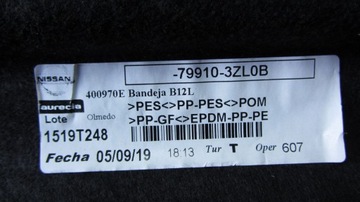 NISSAN
-79910-3ZL0B
400970E Bandeja B12L
aurecia
>PES<>PP-PES<>POM
Lote Olmedo
>PP-GF<>EPDM-PP-PE
1519T248
Fecha 05/09/19 18:13 Tur T Oper 607